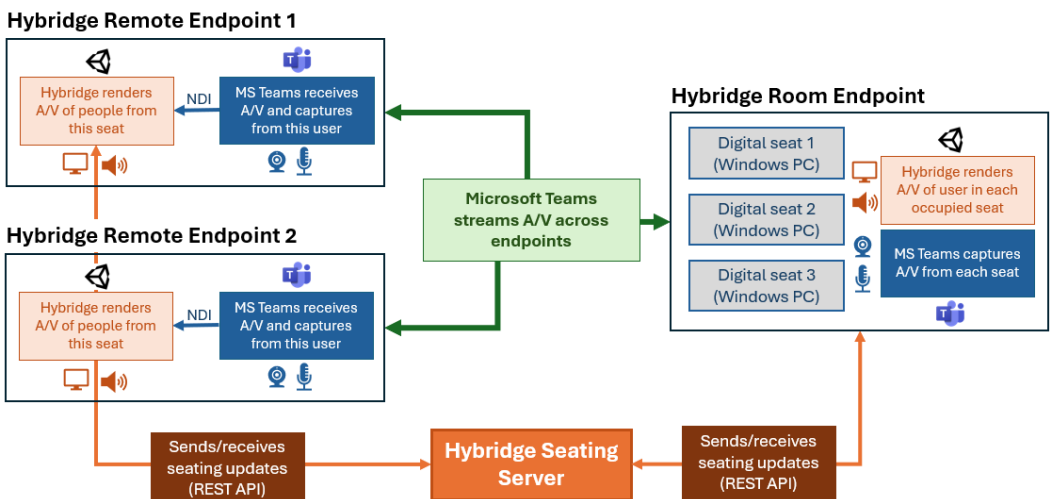 Hybridge Remote Endpoint 1
Hybridge renders
A/V of people from
this seat
NDI
T
MS Teams receives
A/V and captures
from this user
Hybridge Remote Endpoint 2
Hybridge renders
A/V of people from
this seat
NDI
T
MS Teams receives
A/V and captures
from this user
Microsoft Teams
streams A/V across
endpoints
Hybridge Room Endpoint
Digital seat 1
(Windows PC)
Digital seat 2
(Windows PC)
Digital seat 3
(Windows PC)
Hybridge renders
A/V of user in each
occupied seat
MS Teams captures
A/V from each seat
T
Sends/receives
seating updates
(REST API)
Hybridge Seating
Server
Sends/receives
seating updates
(REST API)